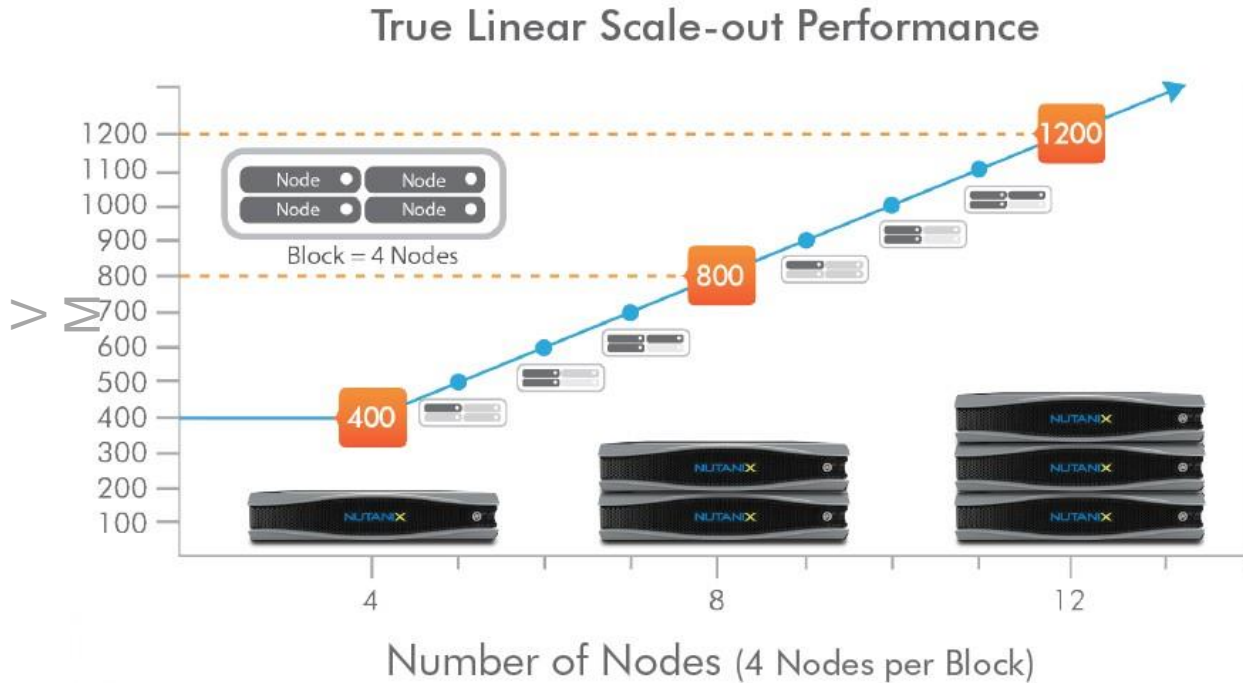 True Linear Scale-out Performance
1200
1100
1000
900
800
700
600
500
400
300
200
100
V
M
Node Node
Node Node
Block = 4 Nodes
400
800
1200
NUTANIX
NUTANIX
NUTANIX
NUTANIX
NUTANIX
NUTANIX
4 8 12
Number of Nodes (4 Nodes per Block)